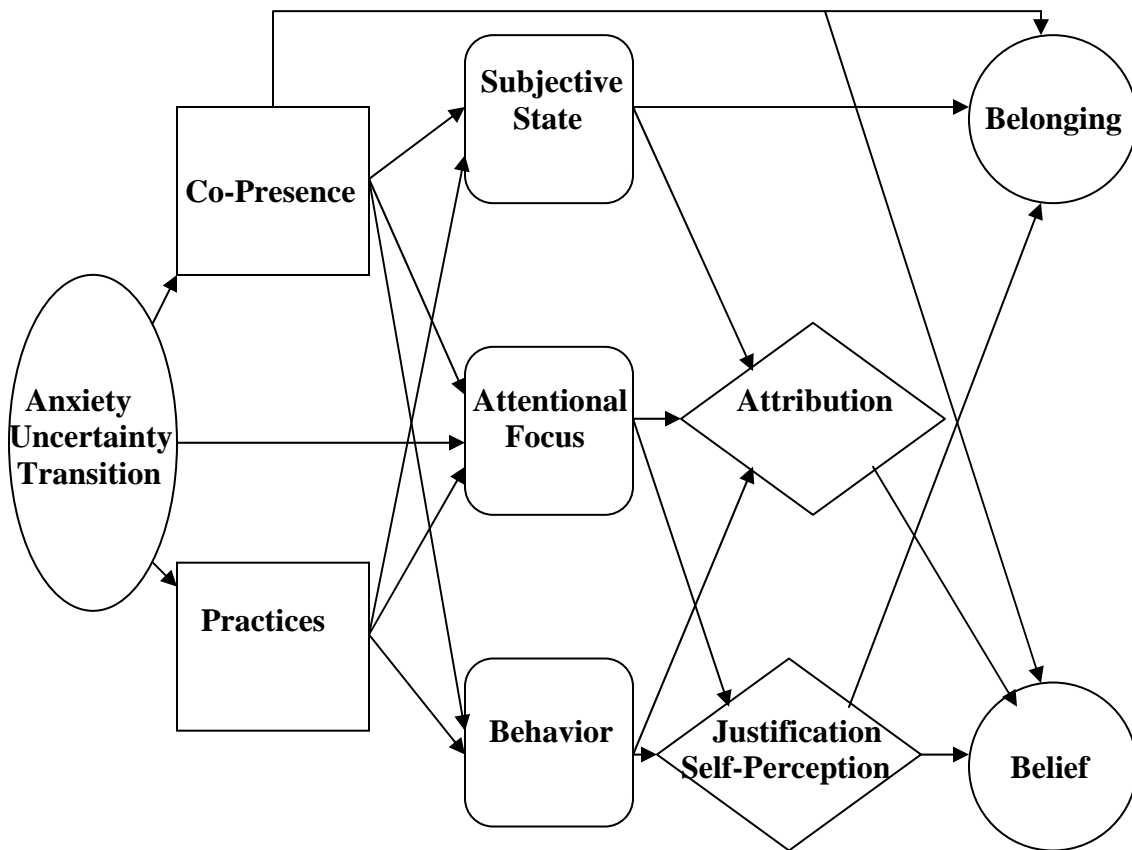 Subjective
State
Belonging
Co-Presence
Anxiety
Uncertainty
Transition
Attentional
Focus
Attribution
Practices
Behavior
Justification
Self-Perception
Belief